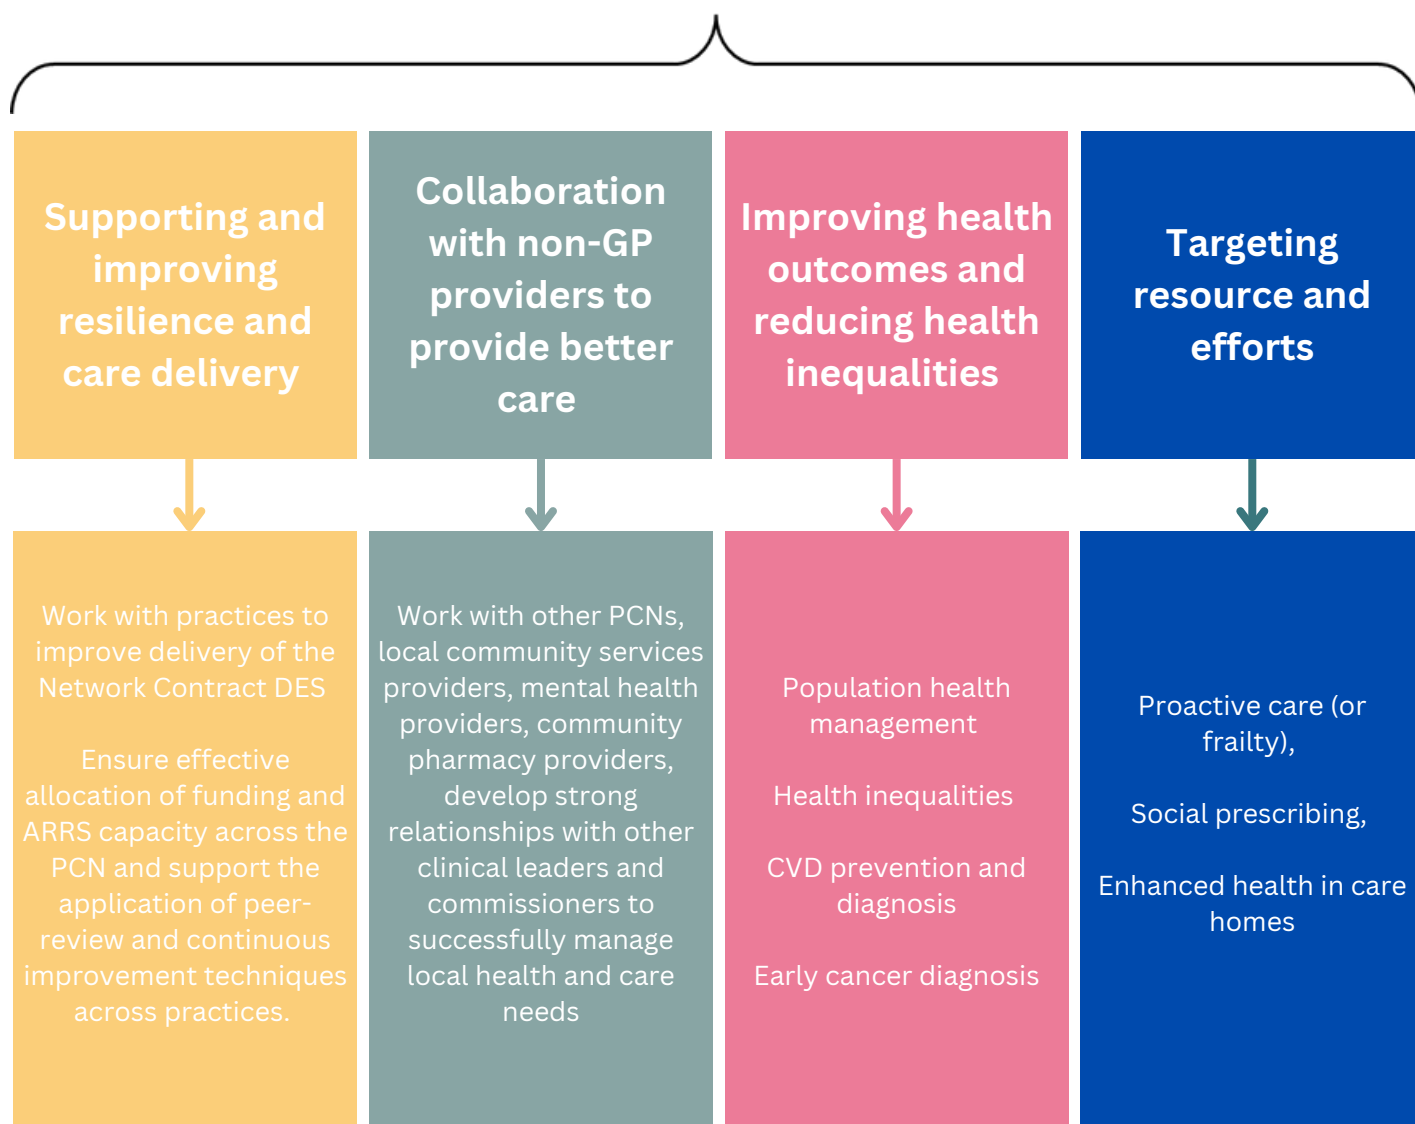 Supporting and
improving
resilience and
care delivery
Collaboration
with non-GP
providers to
provide better
care
Improving health
outcomes and
reducing health
inequalities
Targeting
resource and
efforts
Work with practices to
improve delivery of the
Network Contract DES
Ensure effective
allocation of funding and
ARRS capacity across the
PCN and support the
application of peer-
review and continuous
improvement techniques
across practices.
Work with other PCNs,
local community services
providers, mental health
providers, community
pharmacy providers,
develop strong
relationships with other
clinical leaders and
commissioners to
successfully manage
local health and care
needs
Population health
management
Health inequalities
CVD prevention and
diagnosis
Early cancer diagnosis
Proactive care (or
frailty),
Social prescribing,
Enhanced health in care
homes